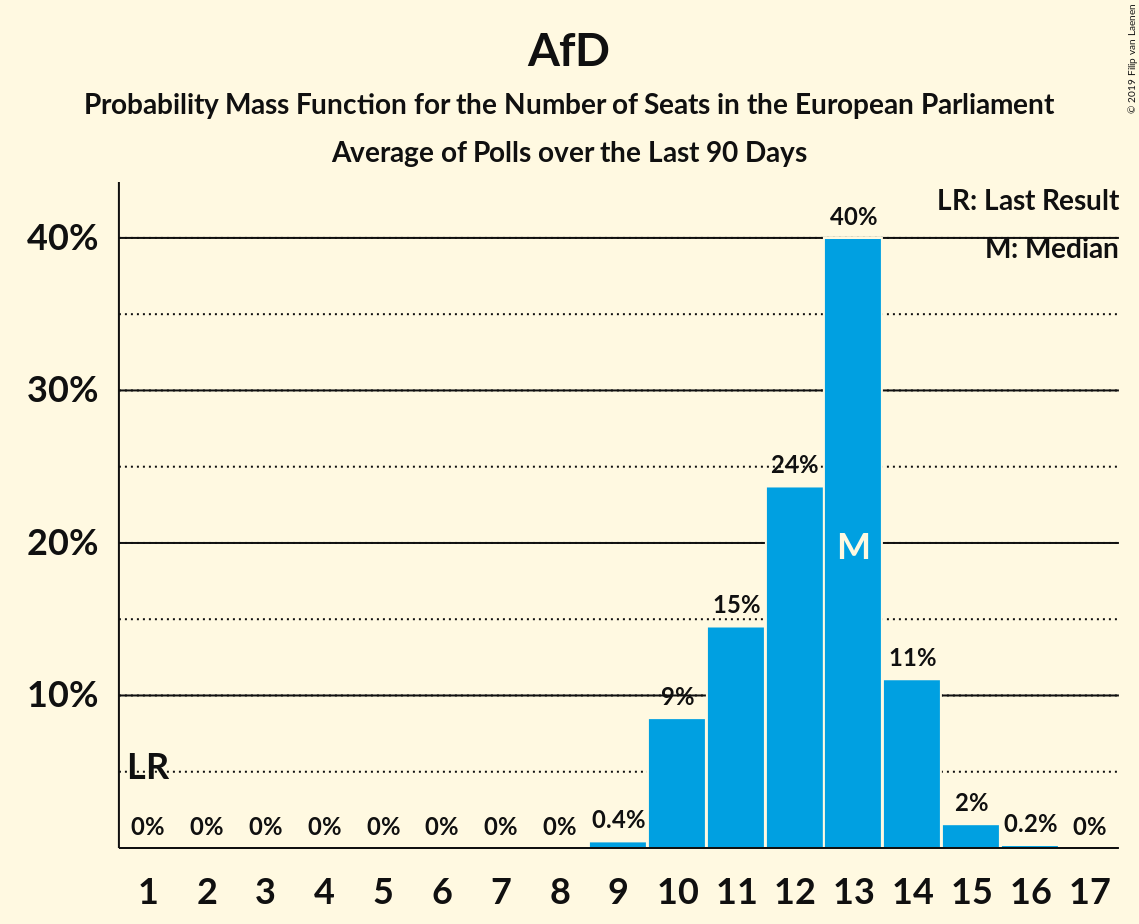 AfD
Probability Mass Function for the Number of Seats in the European Parliament
Average of Polls over the Last 90 Days
© 2019 Filip van Laenen
LR: Last Result
M: Median
40%
30%
20%
10%
LR
0% 0% 0% 0% 0% 0% 0% 0% 0.4% 9% 15% 24% 40% 11% 2% 0.2% 0%
M
1 2 3 4 5 6 7 8 9 10 11 12 13 14 15 16 17